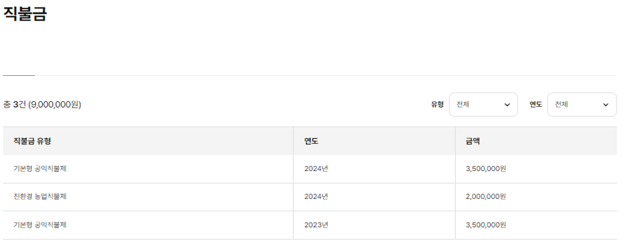 직불금
총 3건 (9,000,000원)
유형 전체 연도 전체
직불금 유형 연도 금액
기본형 공익직불제 2024년 3,500,000원
친환경 농업직불제 2024년 2,000,000원
기본형 공익직불제 2023년 3,500,000원